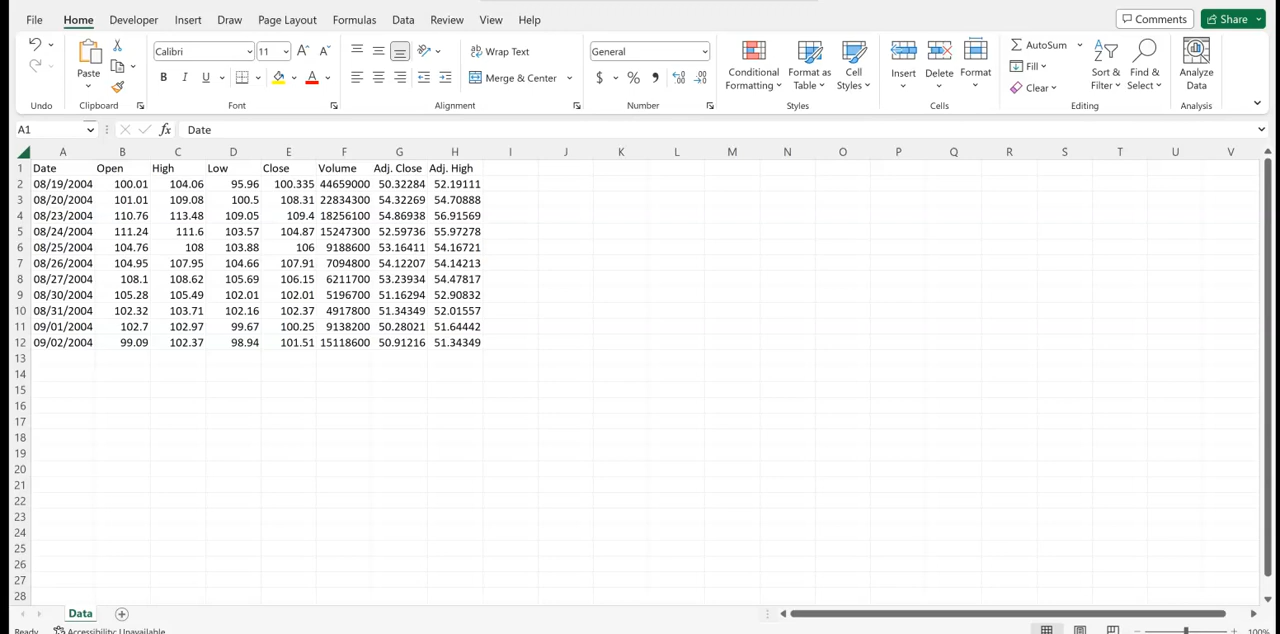 File Home Developer Insert Draw Page Layout Formulas Data Review View Help Comments Share
Calibri 11 Wrap Text General AutoSum
Paste Merge & Center $ % Conditional Formatting Format as Table Cell Styles Insert Delete Format Fill Sort & Filter Find & Select Analyze Data
B I U A Clear
Undo Clipboard Font Alignment Number Styles Cells Editing Analysis
A1 fx Date
A B C D E F G H I J K L M N O P Q R S T U V
1 Date Open High Low Close Volume Adj. Close Adj. High
2 08/19/2004 100.01 104.06 95.96 100.335 44659000 50.32284 52.19111
3 08/20/2004 101.01 109.08 100.5 108.31 22834300 54.32269 54.70888
4 08/23/2004 110.76 113.48 109.05 109.4 18256100 54.86938 56.91569
5 08/24/2004 111.24 111.6 103.57 104.87 15247300 52.59736 55.97278
6 08/25/2004 104.76 108 103.88 106 9188600 53.16411 54.16721
7 08/26/2004 104.95 107.95 104.66 107.91 7094800 54.12207 54.14213
8 08/27/2004 108.1 108.62 105.69 106.15 6211700 53.23934 54.47817
9 08/30/2004 105.28 105.49 102.01 102.01 5196700 51.16294 52.90832
10 08/31/2004 102.32 103.71 102.16 102.37 4917800 51.34349 52.01557
11 09/01/2004 102.7 102.97 99.67 100.25 9138200 50.28021 51.64442
12 09/02/2004 99.09 102.37 98.94 101.51 15118600 50.91216 51.34349
13
14
15
16
17
18
19
20
21
22
23
24
25
26
27
28
Data
Ready Accessibility: Unavailable 100%